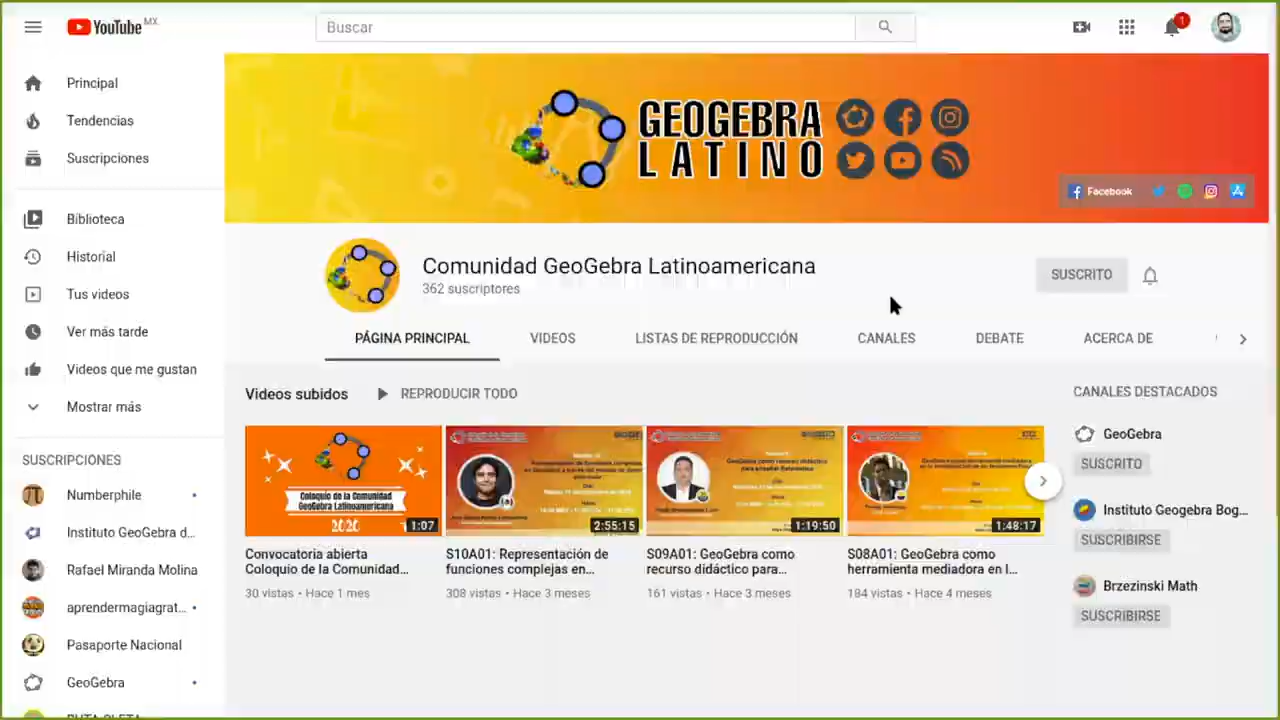 YouTube MX
Buscar
1
Principal
Tendencias
Suscripciones
Biblioteca
Historial
Tus videos
Ver más tarde
Videos que me gustan
Mostrar más
SUSCRIPCIONES
Numberphile
Instituto GeoGebra d...
Rafael Miranda Molina
aprendermagiagrat...
Pasaporte Nacional
GeoGebra
GEOGEBRA
LATINO
Facebook
Comunidad GeoGebra Latinoamericana
362 suscriptores
SUSCRITO
PÁGINA PRINCIPAL
VIDEOS
LISTAS DE REPRODUCCIÓN
CANALES
DEBATE
ACERCA DE
Videos subidos
REPRODUCIR TODO
Coloquio de la Comunidad
GeoGebra Latinoamericana
2020
1:07
Convocatoria abierta
Coloquio de la Comunidad...
30 vistas • Hace 1 mes
2:55:15
S10A01: Representación de
funciones complejas en...
308 vistas • Hace 3 meses
1:19:50
S09A01: GeoGebra como
recurso didáctico para...
161 vistas • Hace 3 meses
1:48:17
S08A01: GeoGebra como
herramienta mediadora en l...
184 vistas • Hace 4 meses
CANALES DESTACADOS
GeoGebra
SUSCRITO
Instituto Geogebra Bog...
SUSCRIBIRSE
Brzezinski Math
SUSCRIBIRSE